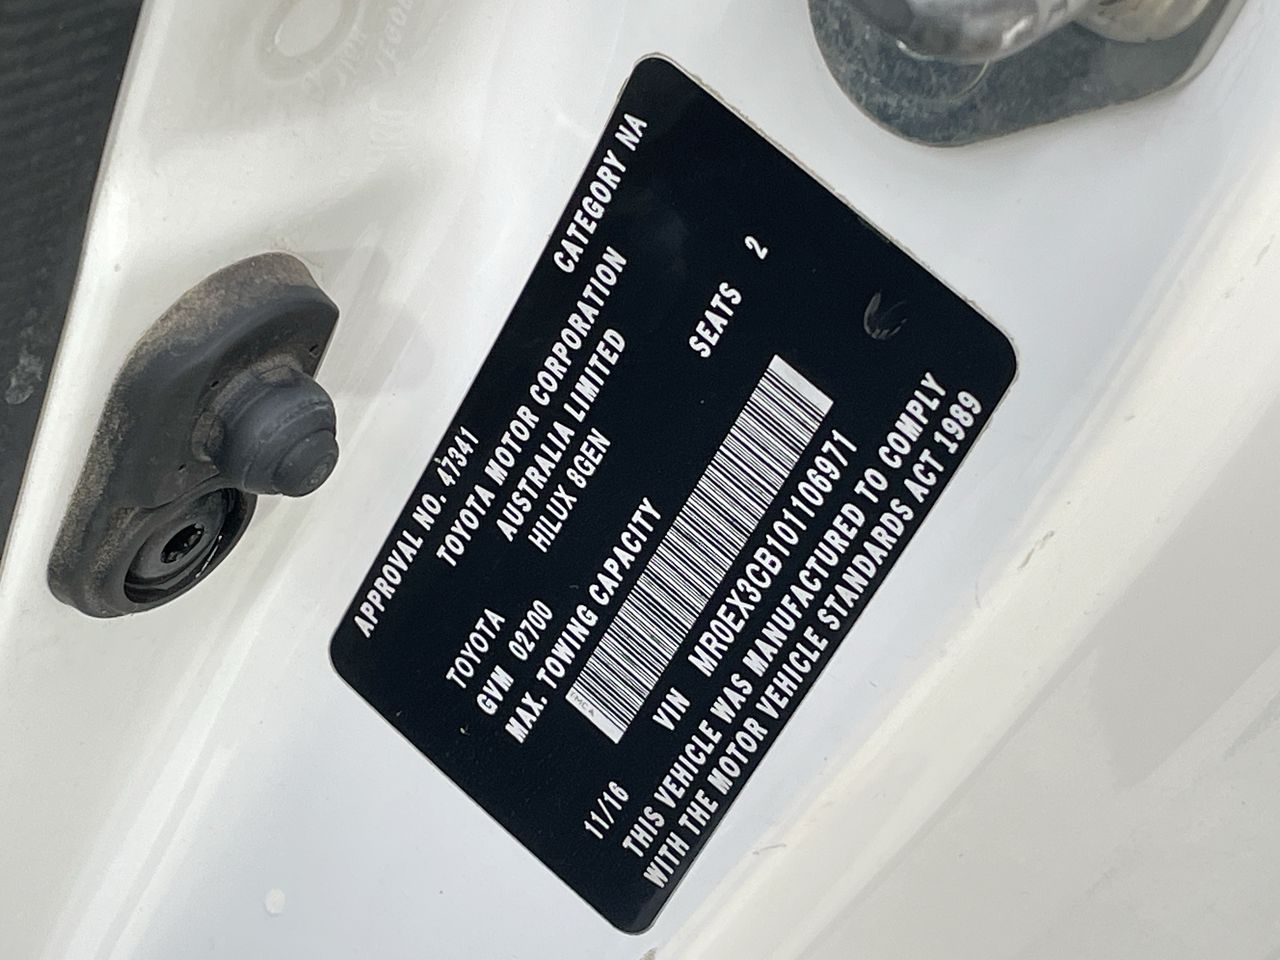 APPROVAL NO. 47341 CATEGORY NA
TOYOTA MOTOR CORPORATION
AUSTRALIA LIMITED
TOYOTA HILUX 8GEN
GVM 02700 SEATS 2
MAX. TOWING CAPACITY
VIN MR0EX3CB101106971
11/16
THIS VEHICLE WAS MANUFACTURED TO COMPLY
WITH THE MOTOR VEHICLE STANDARDS ACT 1989